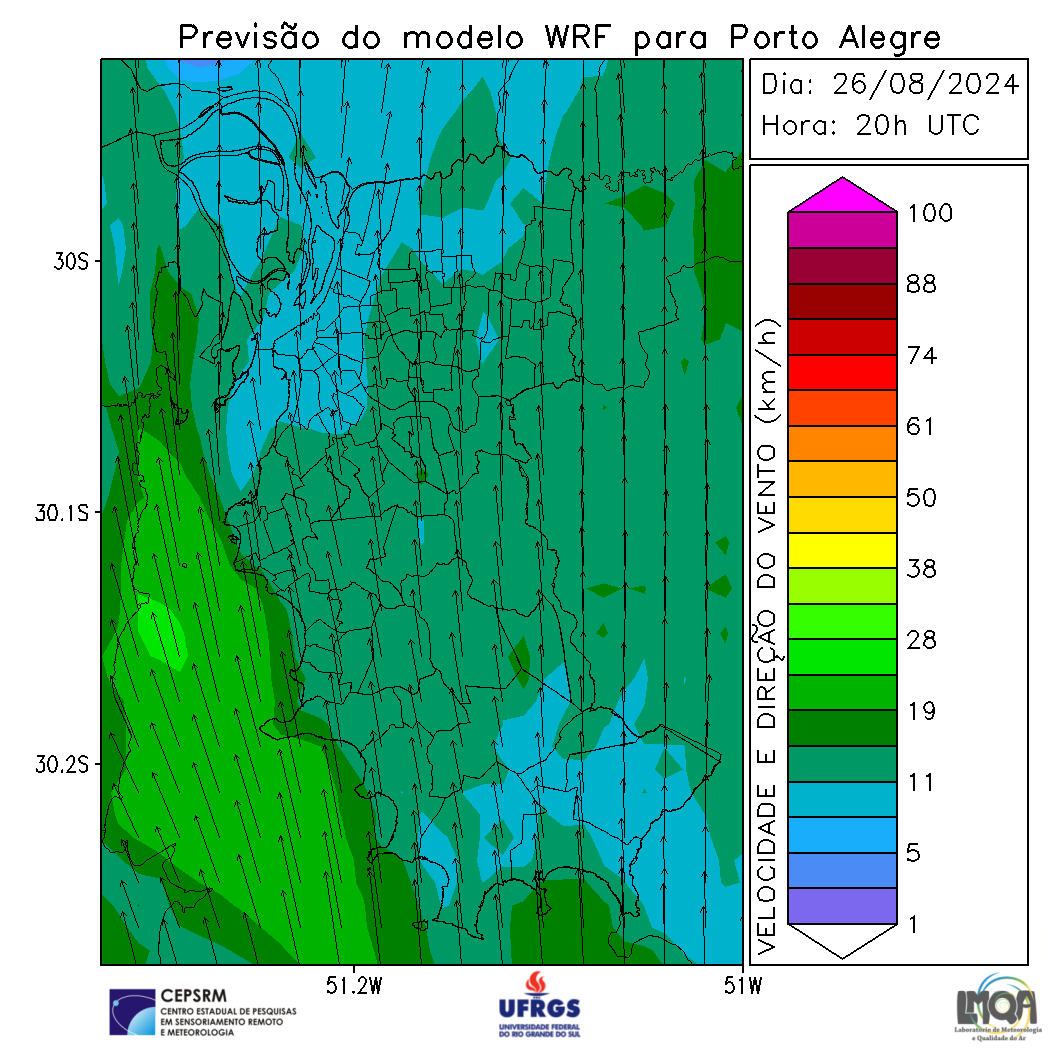 Previsão do modelo WRF para Porto Alegre
Dia: 26/08/2024
Hora: 20h UTC
30S
30.1S
30.2S
51.2W
51W
VELOCIDADE E DIREÇÃO DO VENTO (km/h)
100
88
74
61
50
38
28
19
11
5
1
CEPSRM
CENTRO ESTADUAL DE PESQUISAS
EM SENSORIAMENTO REMOTO
E METEOROLOGIA
UFRGS
UNIVERSIDADE FEDERAL
DO RIO GRANDE DO SUL
LMQA
Laboratório de Meteorologia
e Qualidade do Ar